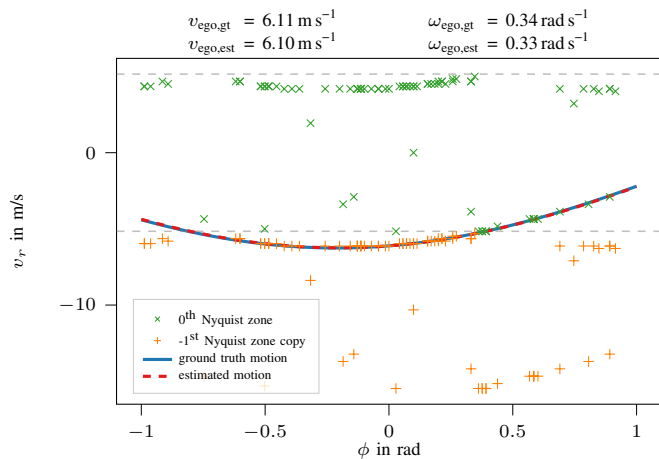 v_ego,gt = 6.11 m s⁻¹ ω_ego,gt = 0.34 rad s⁻¹
v_ego,est = 6.10 m s⁻¹ ω_ego,est = 0.33 rad s⁻¹
0
−10
v_r in m/s
0th Nyquist zone
-1st Nyquist zone copy
ground truth motion
estimated motion
−1 −0.5 0 0.5 1
ϕ in rad